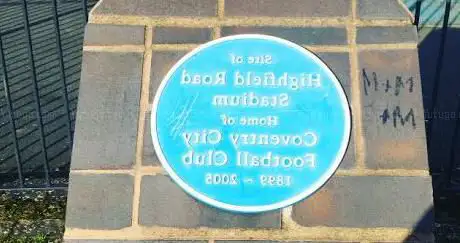 Site of
Highfield Road
Stadium
Home of
Coventry City
Football Club
1899 ~ 2005
M+M
M+